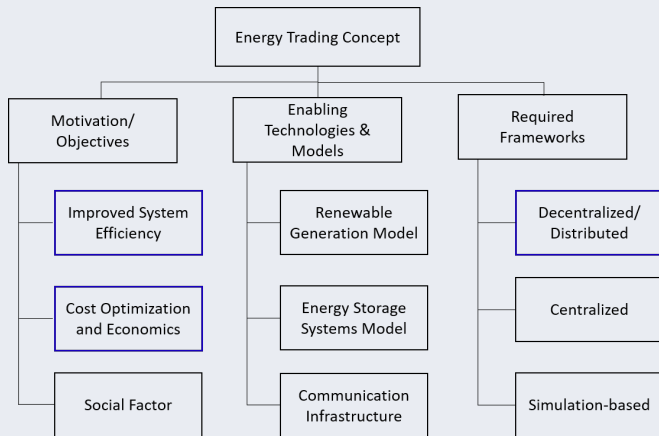 Energy Trading Concept
Motivation/
Objectives
Improved System
Efficiency
Cost Optimization
and Economics
Social Factor
Enabling
Technologies &
Models
Renewable
Generation Model
Energy Storage
Systems Model
Communication
Infrastructure
Required
Frameworks
Decentralized/
Distributed
Centralized
Simulation-based